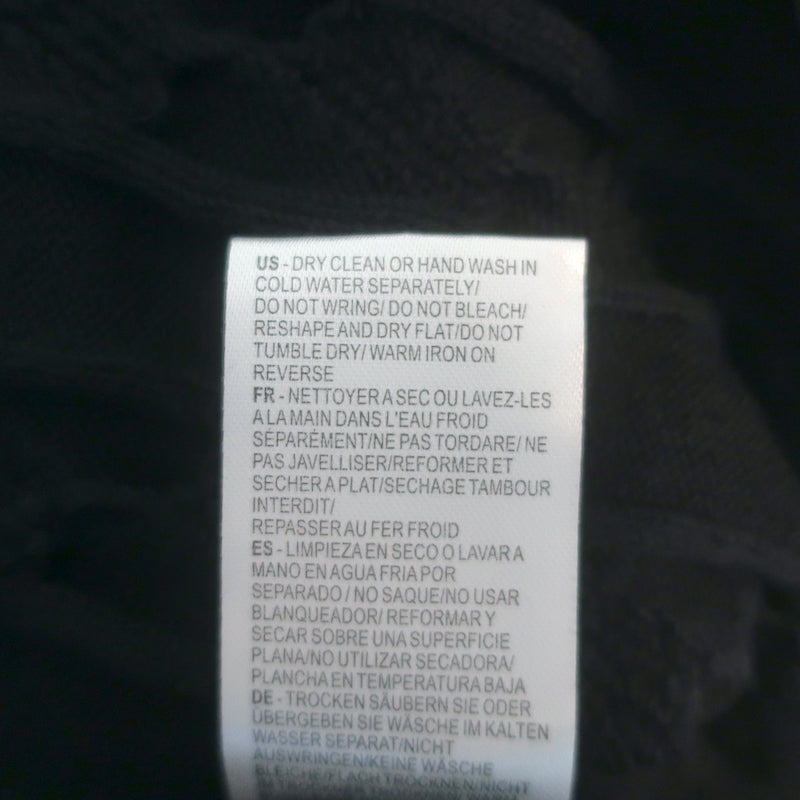 US - DRY CLEAN OR HAND WASH IN
COLD WATER SEPARATELY/
DO NOT WRING/ DO NOT BLEACH/
RESHAPE AND DRY FLAT/DO NOT
TUMBLE DRY/ WARM IRON ON
REVERSE
FR - NETTOYER A SEC OU LAVEZ-LES
A LA MAIN DANS L'EAU FROID
SÉPARÉMENT/NE PAS TORDARE/ NE
PAS JAVELLISER/REFORMER ET
SECHER A PLAT/SECHAGE TAMBOUR
INTERDIT/
REPASSER AU FER FROID
ES - LIMPIEZA EN SECO O LAVAR A
MANO EN AGUA FRIA POR
SEPARADO / NO SAQUE/NO USAR
BLANQUEADOR/ REFORMAR Y
SECAR SOBRE UNA SUPERFICIE
PLANA/NO UTILIZAR SECADORA/
PLANCHA EN TEMPERATURA BAJA
DE - TROCKEN SÄUBERN SIE ODER
ÜBERGEBEN SIE WÄSCHE IM KALTEN
WASSER SEPARAT/NICHT
AUSWRINGEN/KEINE WÄSCHE
BLEICHE/FLACH TROCKNEN/NICHT